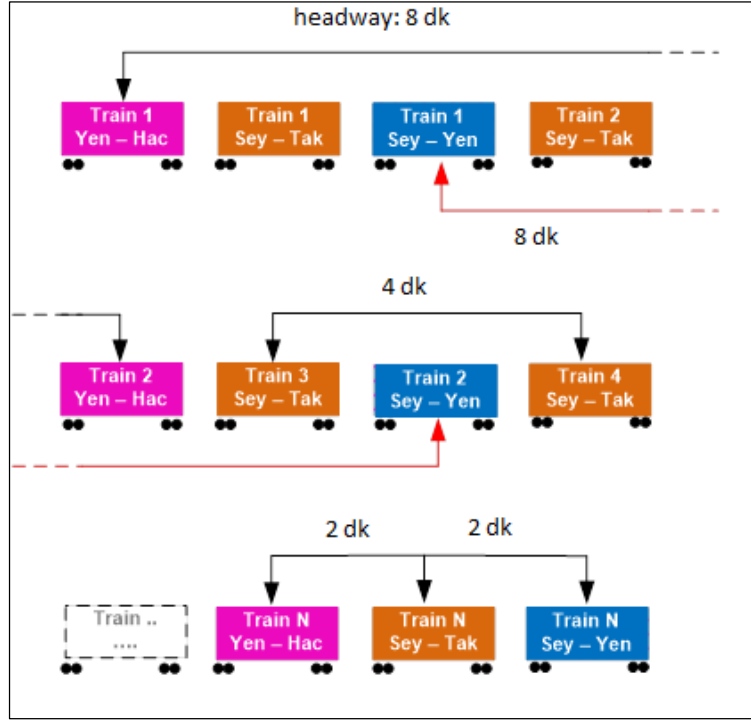 headway: 8 dk
Train 1
Yen – Hac
Train 1
Sey – Tak
Train 1
Sey – Yen
Train 2
Sey – Tak
8 dk
4 dk
Train 2
Yen – Hac
Train 3
Sey – Tak
Train 2
Sey – Yen
Train 4
Sey – Tak
2 dk
2 dk
Train ..
....
Train N
Yen – Hac
Train N
Sey – Tak
Train N
Sey – Yen